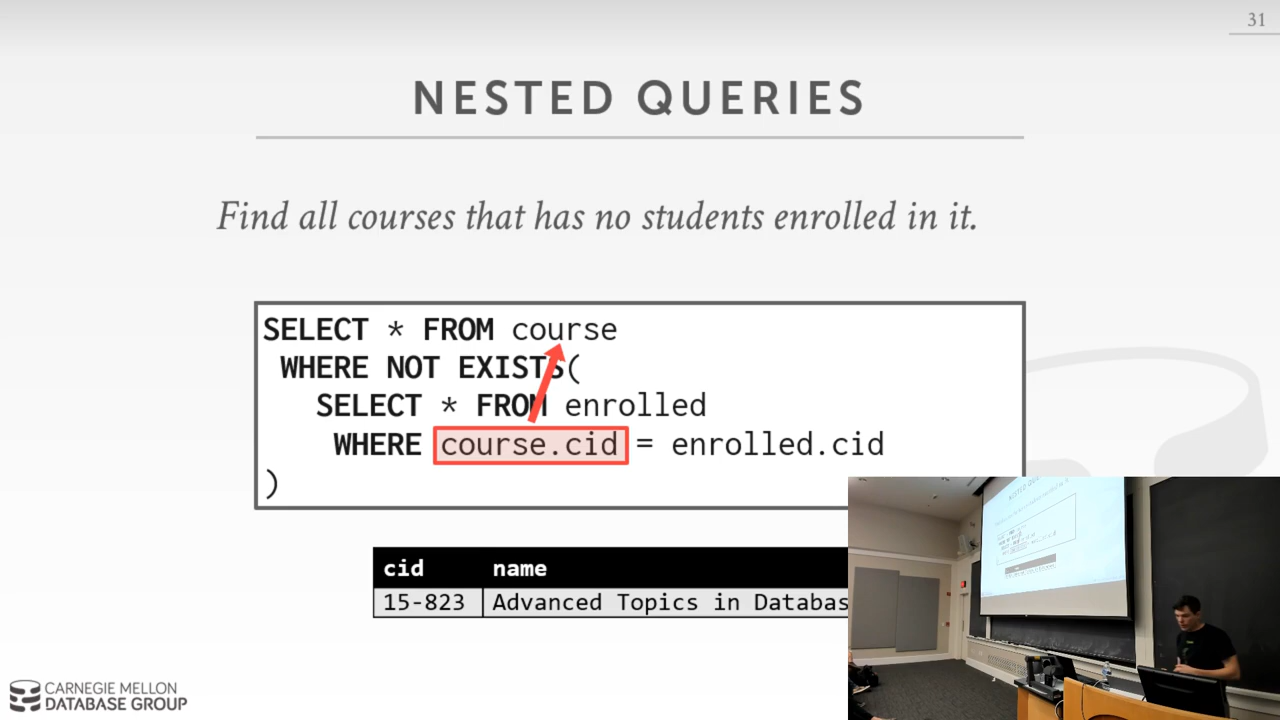 31
NESTED QUERIES
Find all courses that has no students enrolled in it.
SELECT * FROM course
WHERE NOT EXISTS(
SELECT * FROM enrolled
WHERE course.cid = enrolled.cid
)
cid name
15-823 Advanced Topics in Databas
CARNEGIE MELLON
DATABASE GROUP